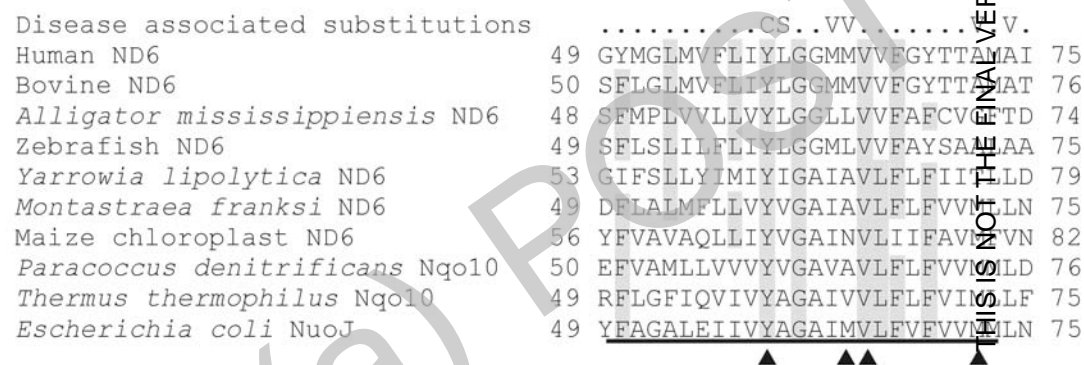 Disease associated substitutions ..........CS..VV.......V.V.
Human ND6 49 GYMGLMVFLIYLGGMMVVFGYTTAMAI 75
Bovine ND6 50 SFLGLMVFLIYLGGMMVVFGYTTAMAT 76
Alligator mississippiensis ND6 48 SFMPLVVLLVYLGGLLVVFAFCVGFTD 74
Zebrafish ND6 49 SFLSLILFLIYLGGMLVVFAYSAALAA 75
Yarrowia lipolytica ND6 53 GIFSLLYIMIYIGAIAVLFLFIITLLD 79
Montastraea franksi ND6 49 DFLALMFLLVYVGAIAVLFLFVVMMLN 75
Maize chloroplast ND6 56 YFVAVAQLLIYVGAINVLIIFAVMFVN 82
Paracoccus denitrificans Nqo10 50 EFVAMLLVVVYVGAVAVLFLFVVMMLD 76
Thermus thermophilus Nqo10 49 RFLGFIQVIVYAGAIVVLFLFVIMLLF 75
Escherichia coli NuoJ 49 YFAGALEIIVYAGAIMVLFVFVVMMLN 75
THIS IS NOT THE FINAL VER
a) POST